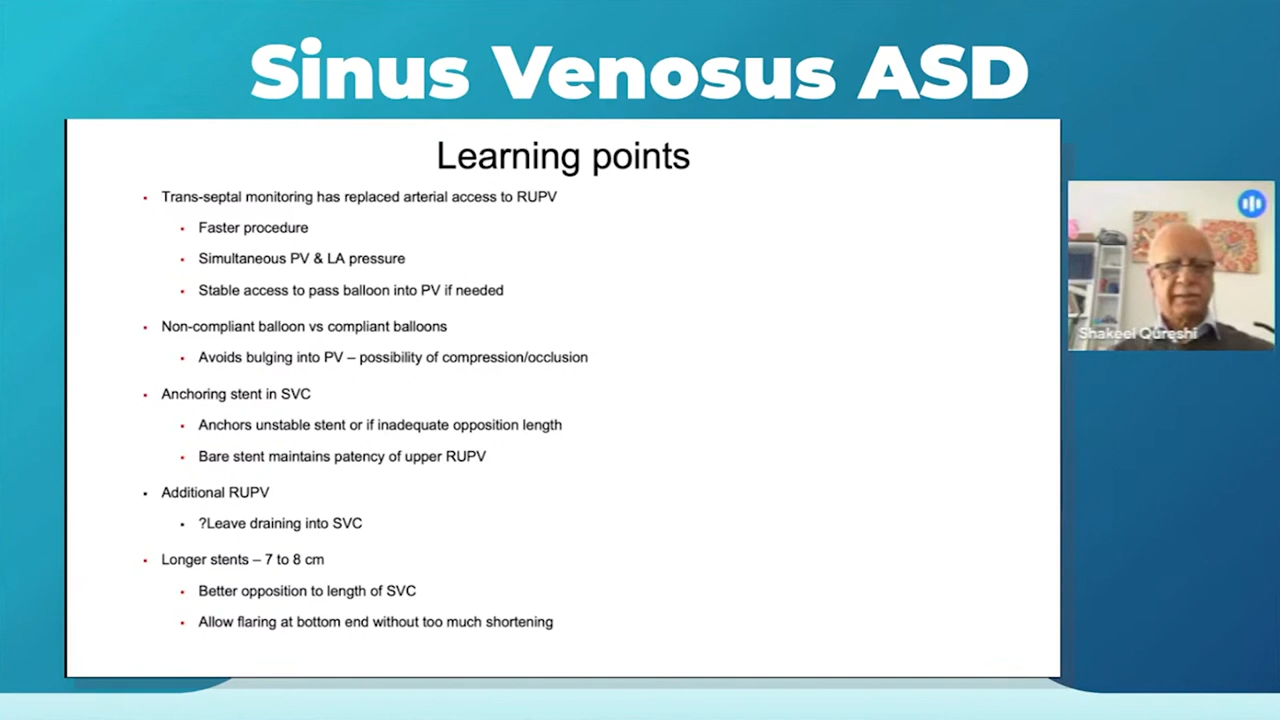 Sinus Venosus ASD
Learning points
Trans-septal monitoring has replaced arterial access to RUPV
Faster procedure
Simultaneous PV & LA pressure
Stable access to pass balloon into PV if needed
Non-compliant balloon vs compliant balloons
Avoids bulging into PV – possibility of compression/occlusion
Anchoring stent in SVC
Anchors unstable stent or if inadequate opposition length
Bare stent maintains patency of upper RUPV
Additional RUPV
?Leave draining into SVC
Longer stents – 7 to 8 cm
Better opposition to length of SVC
Allow flaring at bottom end without too much shortening
Shakeel Qureshi